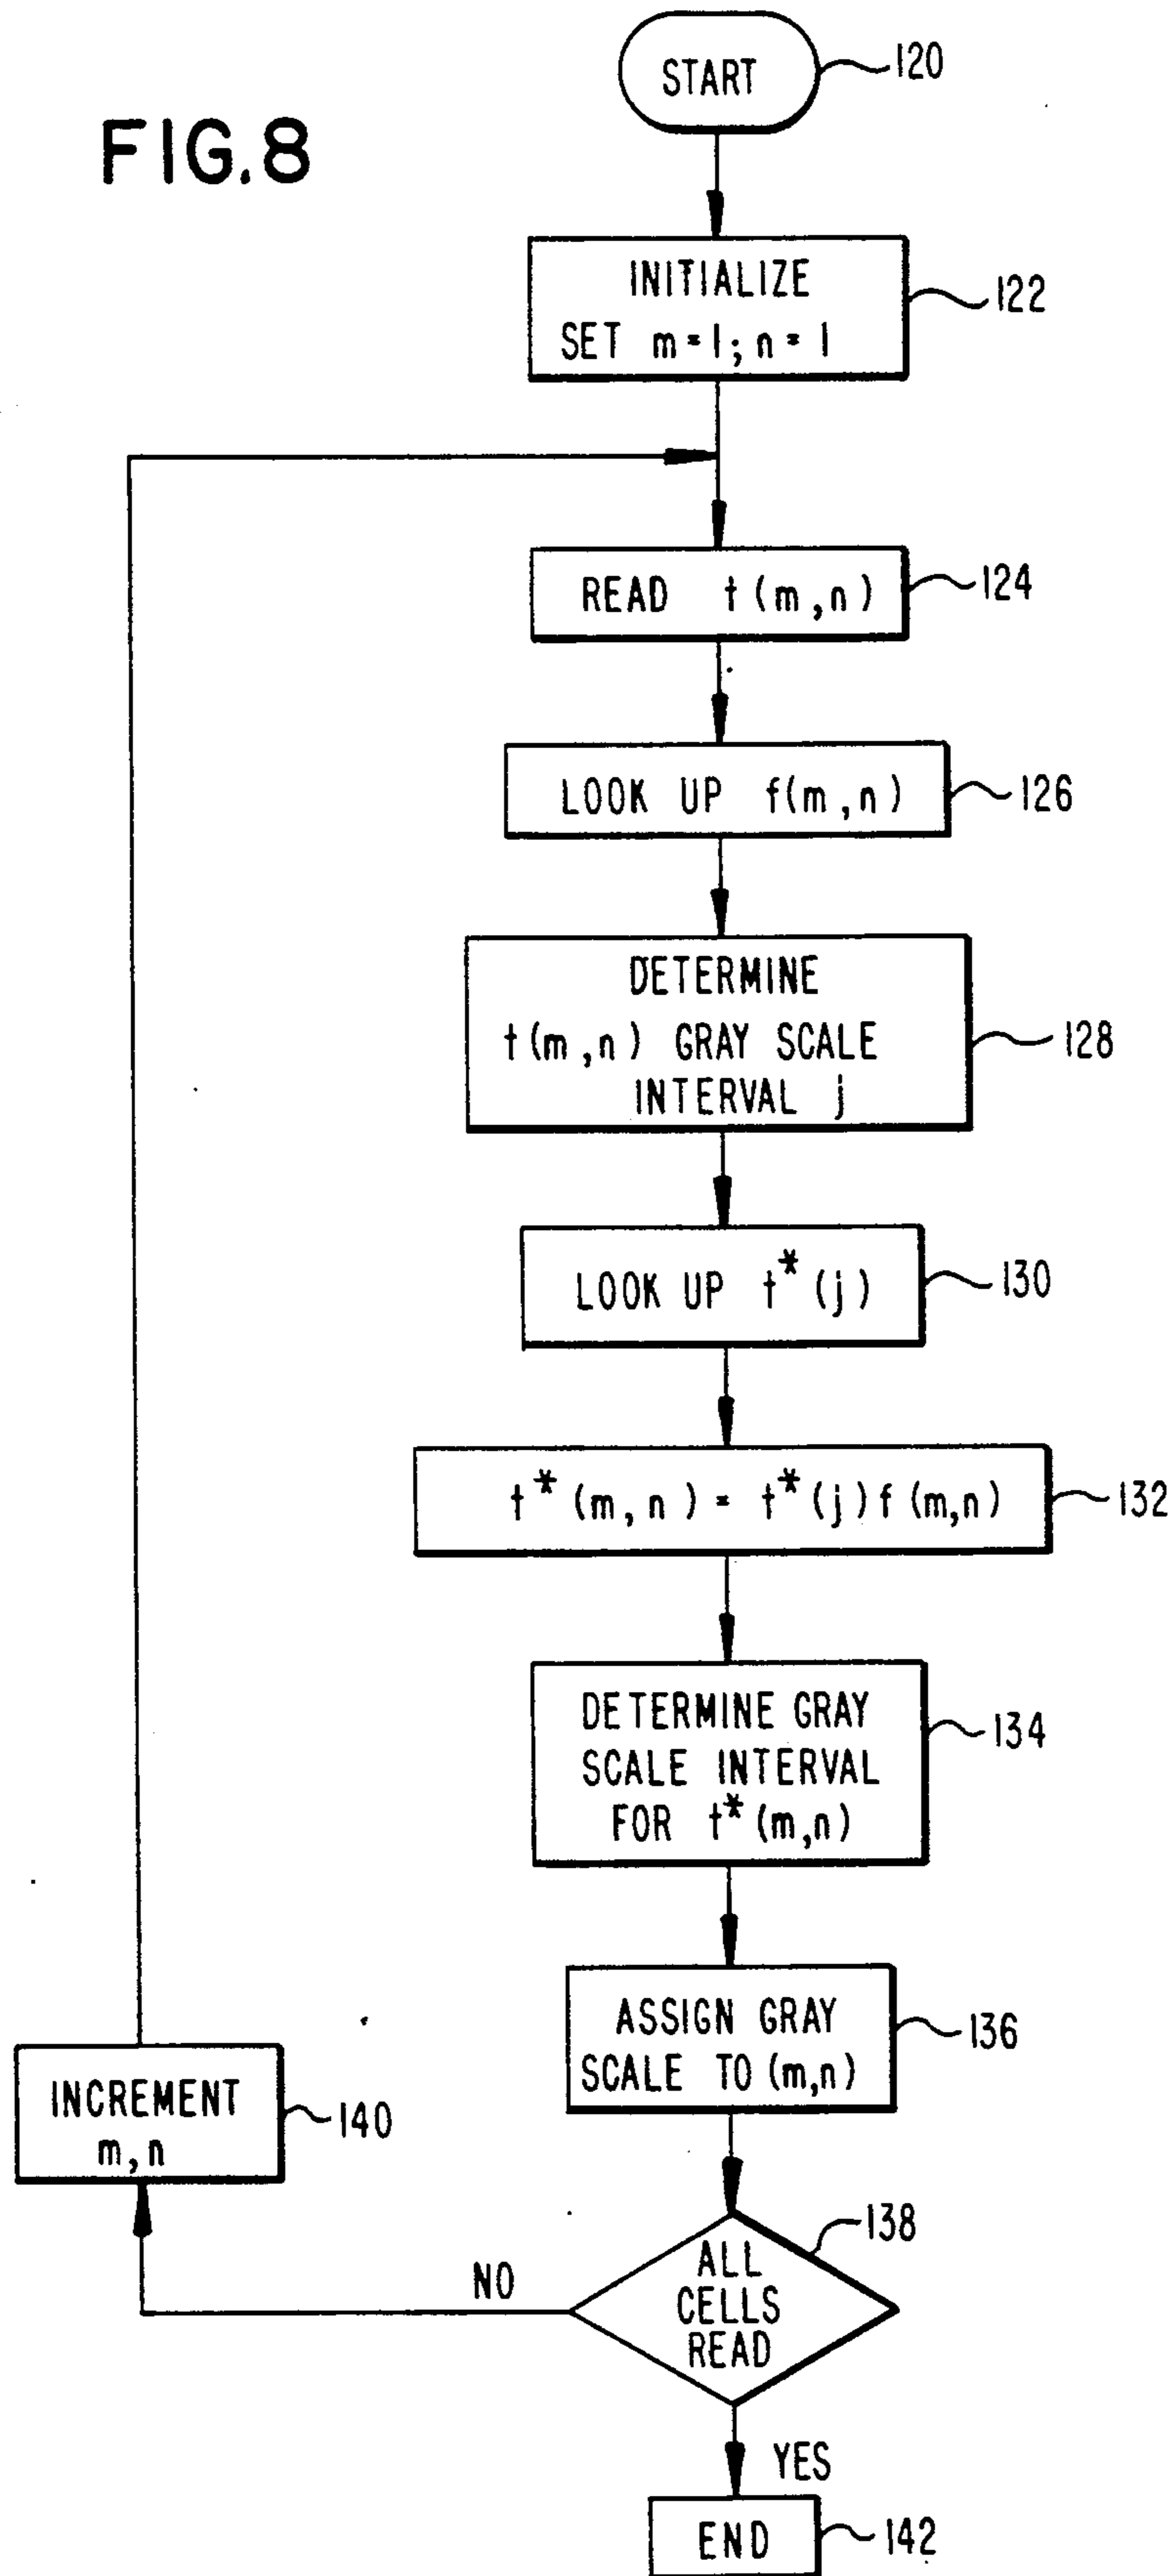 FIG.8
START
120
INITIALIZE
SET m=1; n=1
122
READ t(m,n)
124
LOOK UP f(m,n)
126
DETERMINE
t(m,n) GRAY SCALE
INTERVAL j
128
LOOK UP t*(j)
130
t*(m,n) = t*(j)f(m,n)
132
DETERMINE GRAY
SCALE INTERVAL
FOR t*(m,n)
134
ASSIGN GRAY
SCALE TO (m,n)
136
INCREMENT
m,n
140
ALL
CELLS
READ
138
NO
YES
END
142